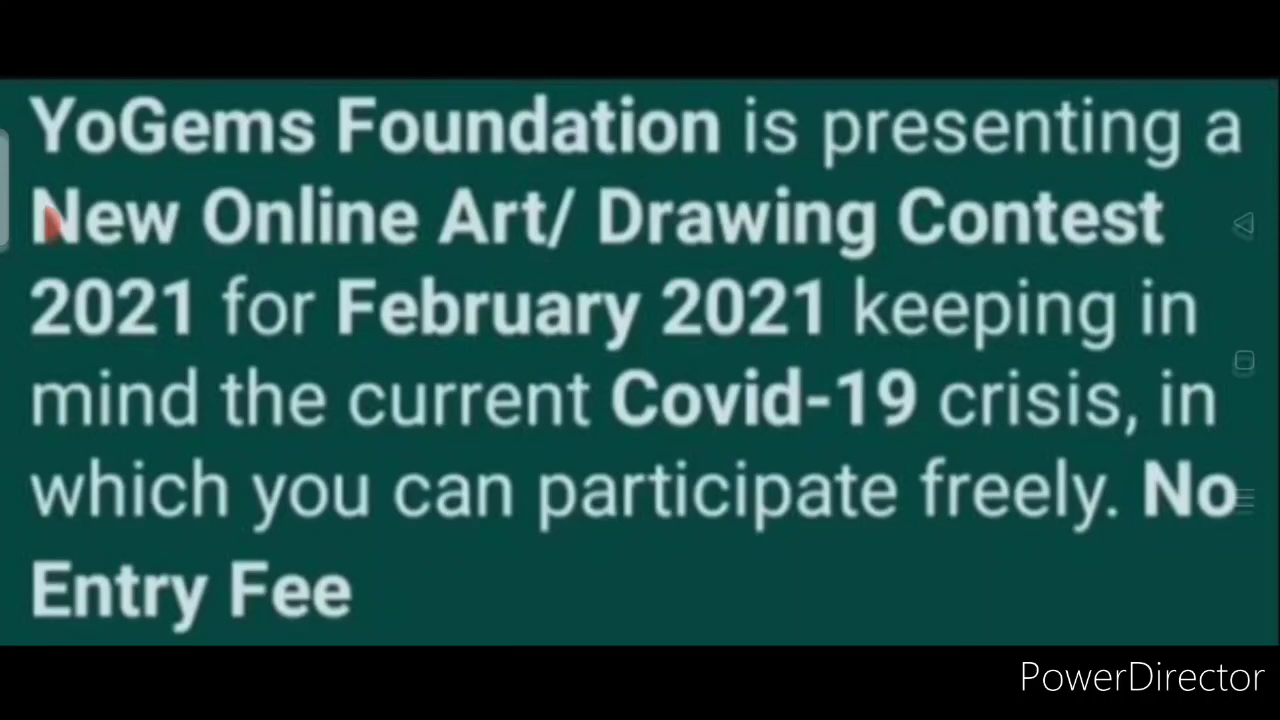 YoGems Foundation is presenting a
New Online Art/ Drawing Contest
2021 for February 2021 keeping in
mind the current Covid-19 crisis, in
which you can participate freely. No
Entry Fee
PowerDirector